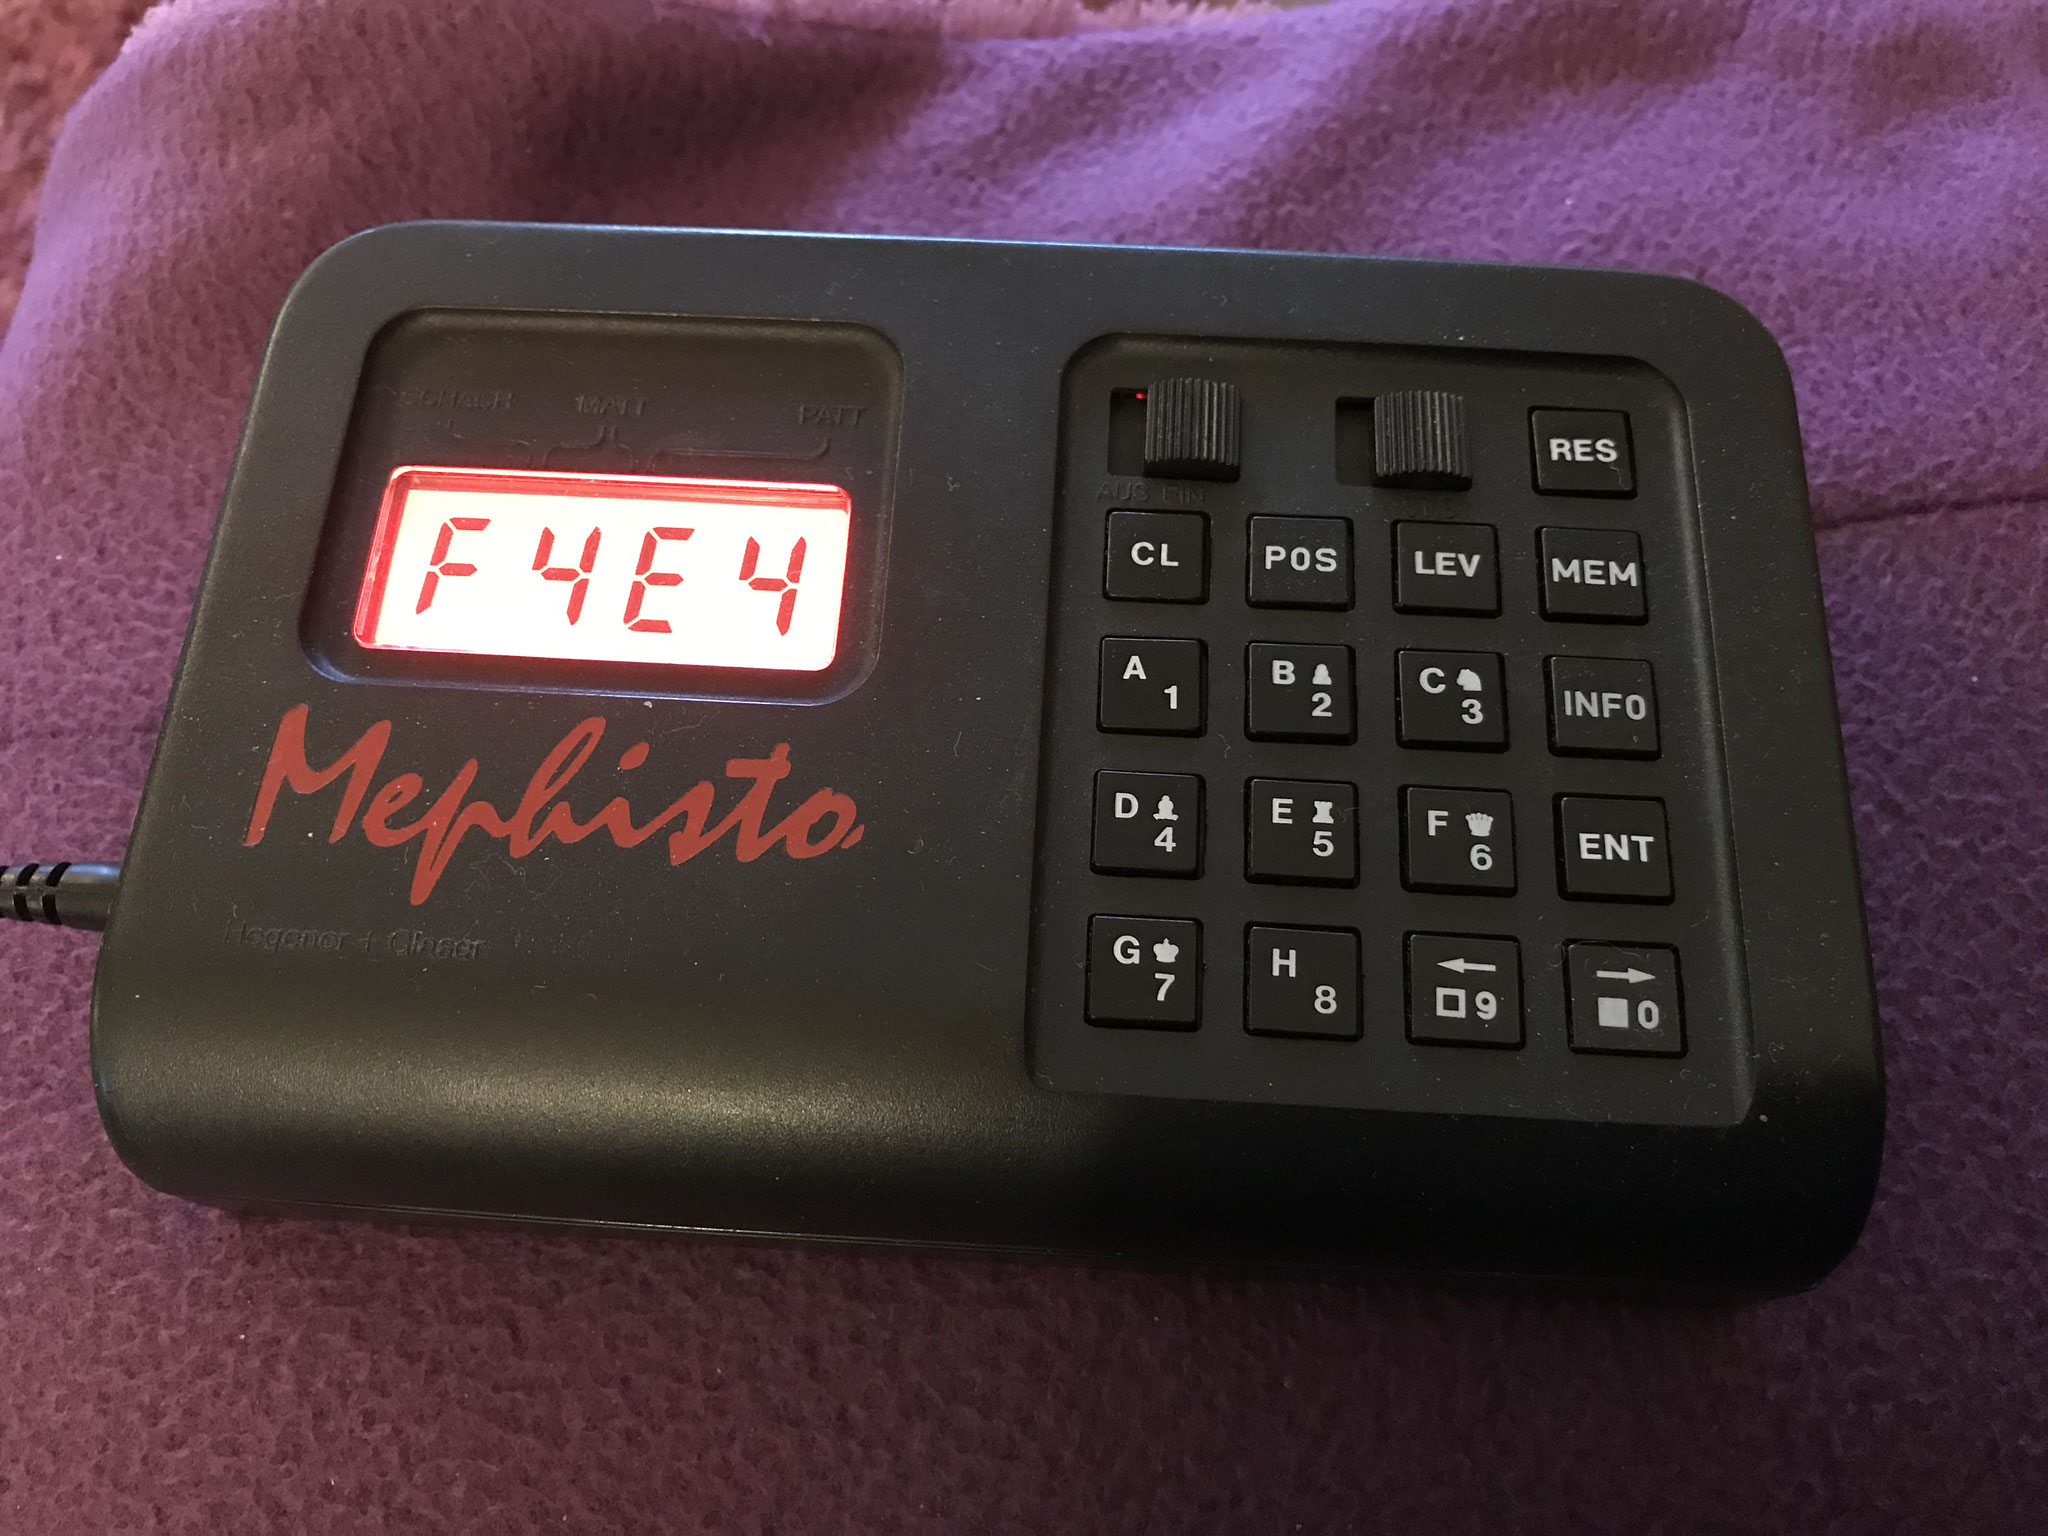 SCHACH MATT PATT
F4E4
Mephisto
Hegener + Glaser
AUS EIN
RES
CL POS LEV MEM
A 1 B 2 C 3 INFO
D 4 E 5 F 6 ENT
G 7 H 8 ← 9 → 0